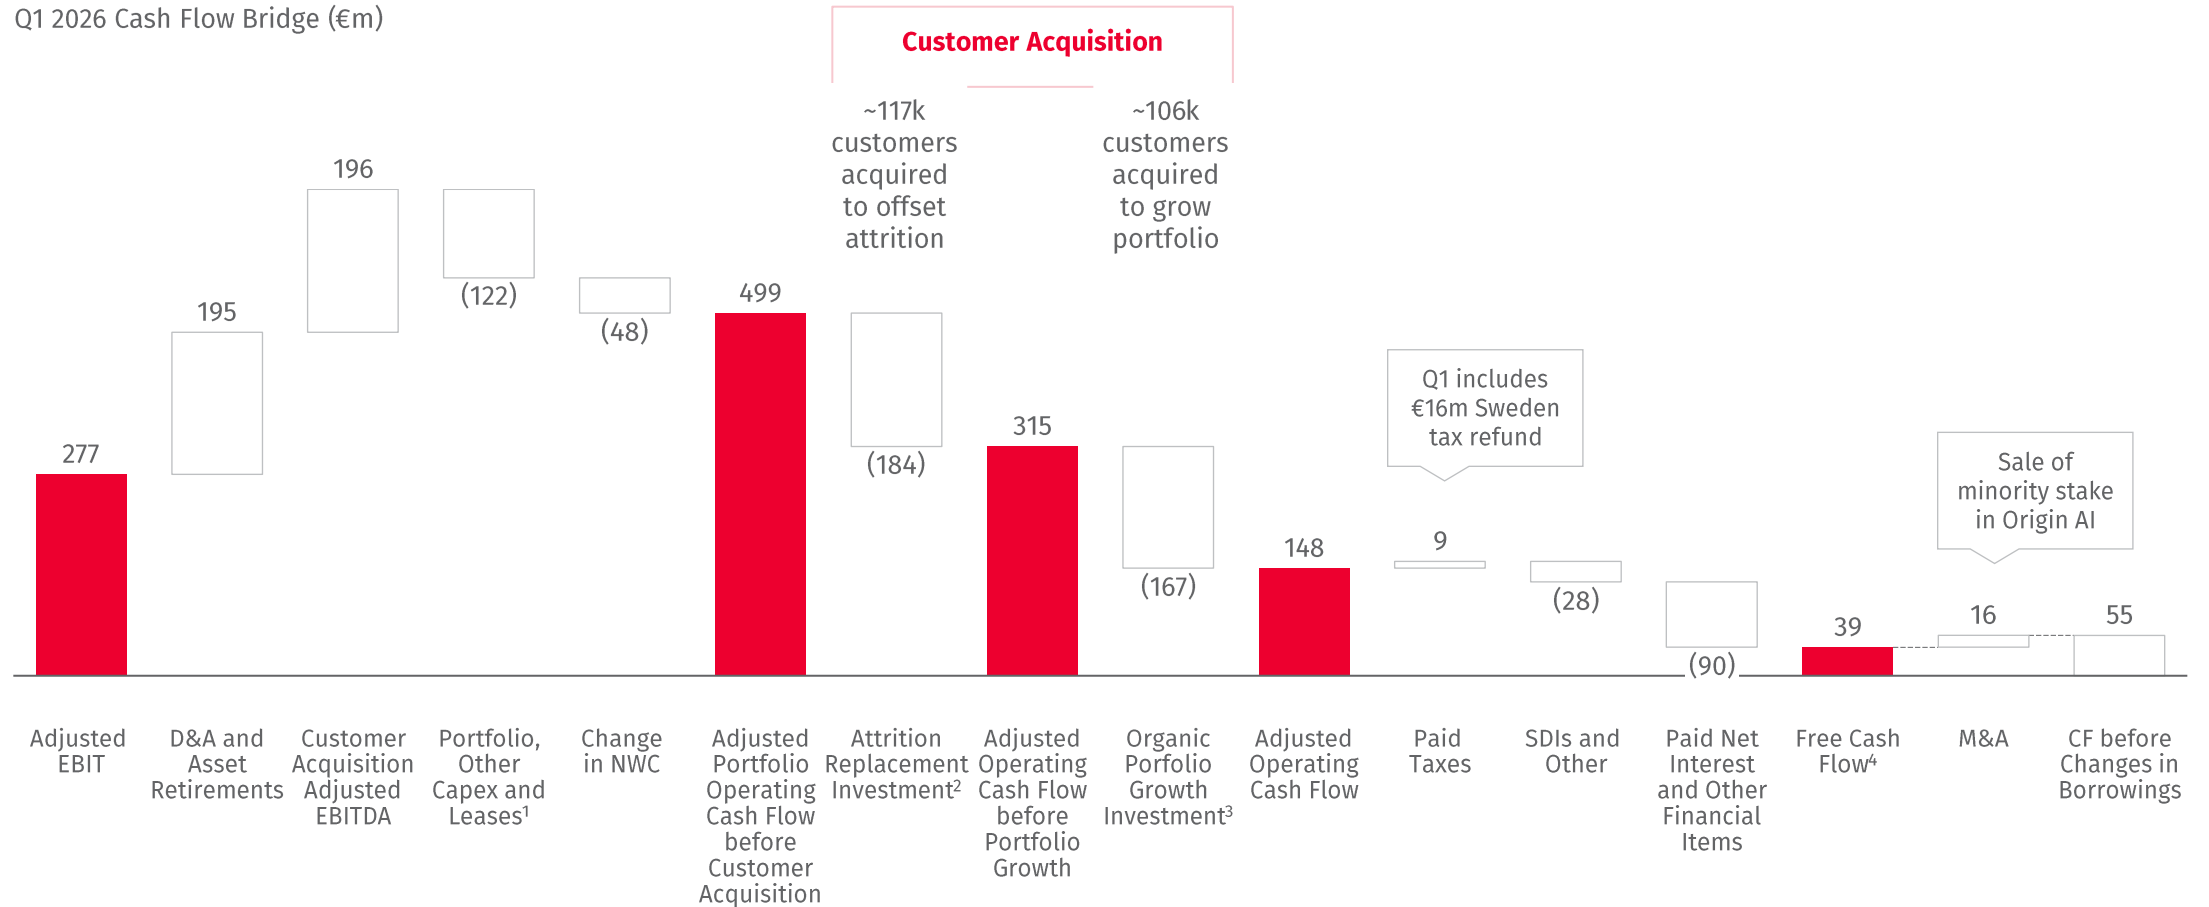 Q1 2026 Cash Flow Bridge (€m)
Customer Acquisition
~117k
customers
acquired
to offset
attrition
~106k
customers
acquired
to grow
portfolio
277
195
196
(122)
(48)
499
(184)
315
(167)
148
Q1 includes
€16m Sweden
tax refund
9
(28)
(90)
39
Sale of
minority stake
in Origin AI
16
55
Adjusted
EBIT
D&A and
Asset
Retirements
Customer
Acquisition
Adjusted
EBITDA
Portfolio,
Other
Capex and
Leases¹
Change
in NWC
Adjusted
Portfolio
Operating
Cash Flow
before
Customer
Acquisition
Attrition
Replacement
Investment²
Adjusted
Operating
Cash Flow
before
Portfolio
Growth
Organic
Porfolio
Growth
Investment³
Adjusted
Operating
Cash Flow
Paid
Taxes
SDIs and
Other
Paid Net
Interest
and Other
Financial
Items
Free Cash
Flow⁴
M&A
CF before
Changes in
Borrowings